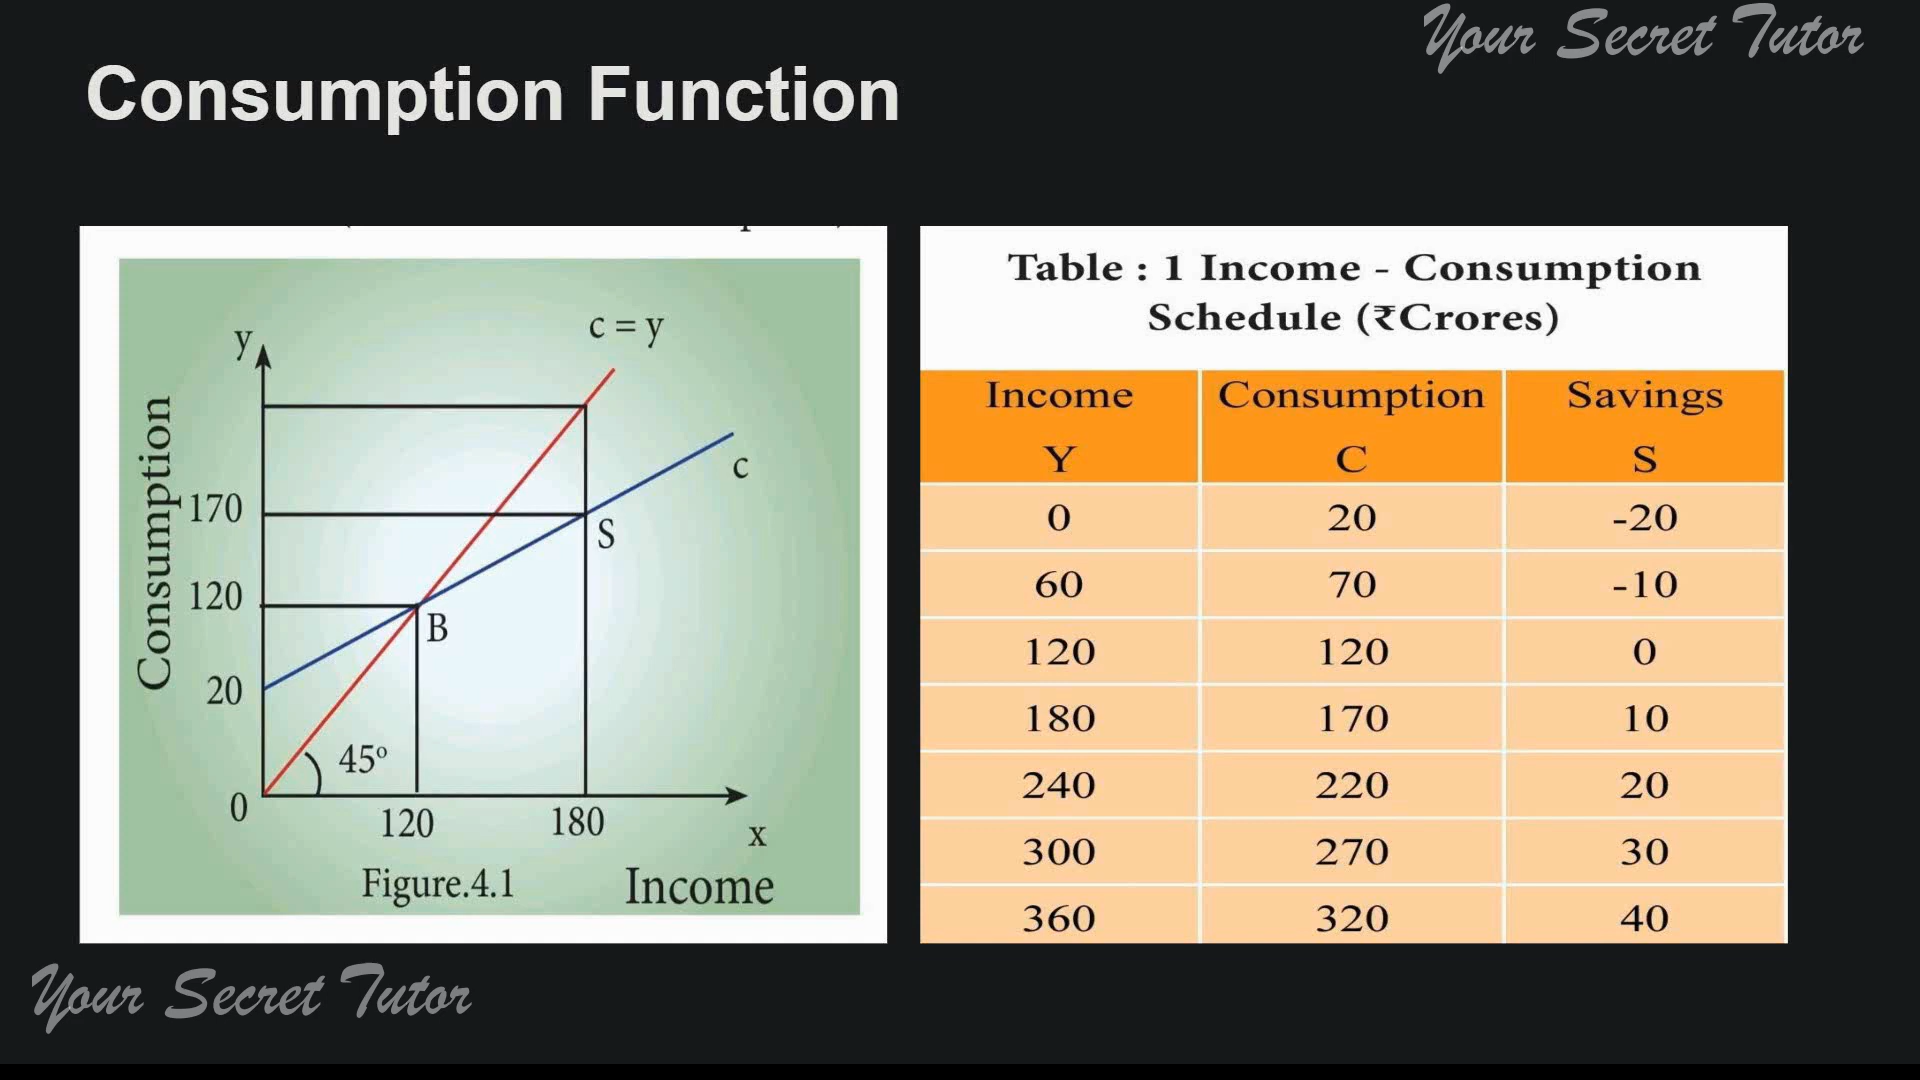 Your Secret Tutor
Consumption Function
y
c = y
Consumption
c
170
S
120
B
20
45º
0
120
180
x
Figure.4.1
Income
Table : 1 Income - Consumption
Schedule (₹Crores)
Income Consumption Savings
Y C S
0 20 -20
60 70 -10
120 120 0
180 170 10
240 220 20
300 270 30
360 320 40
Your Secret Tutor